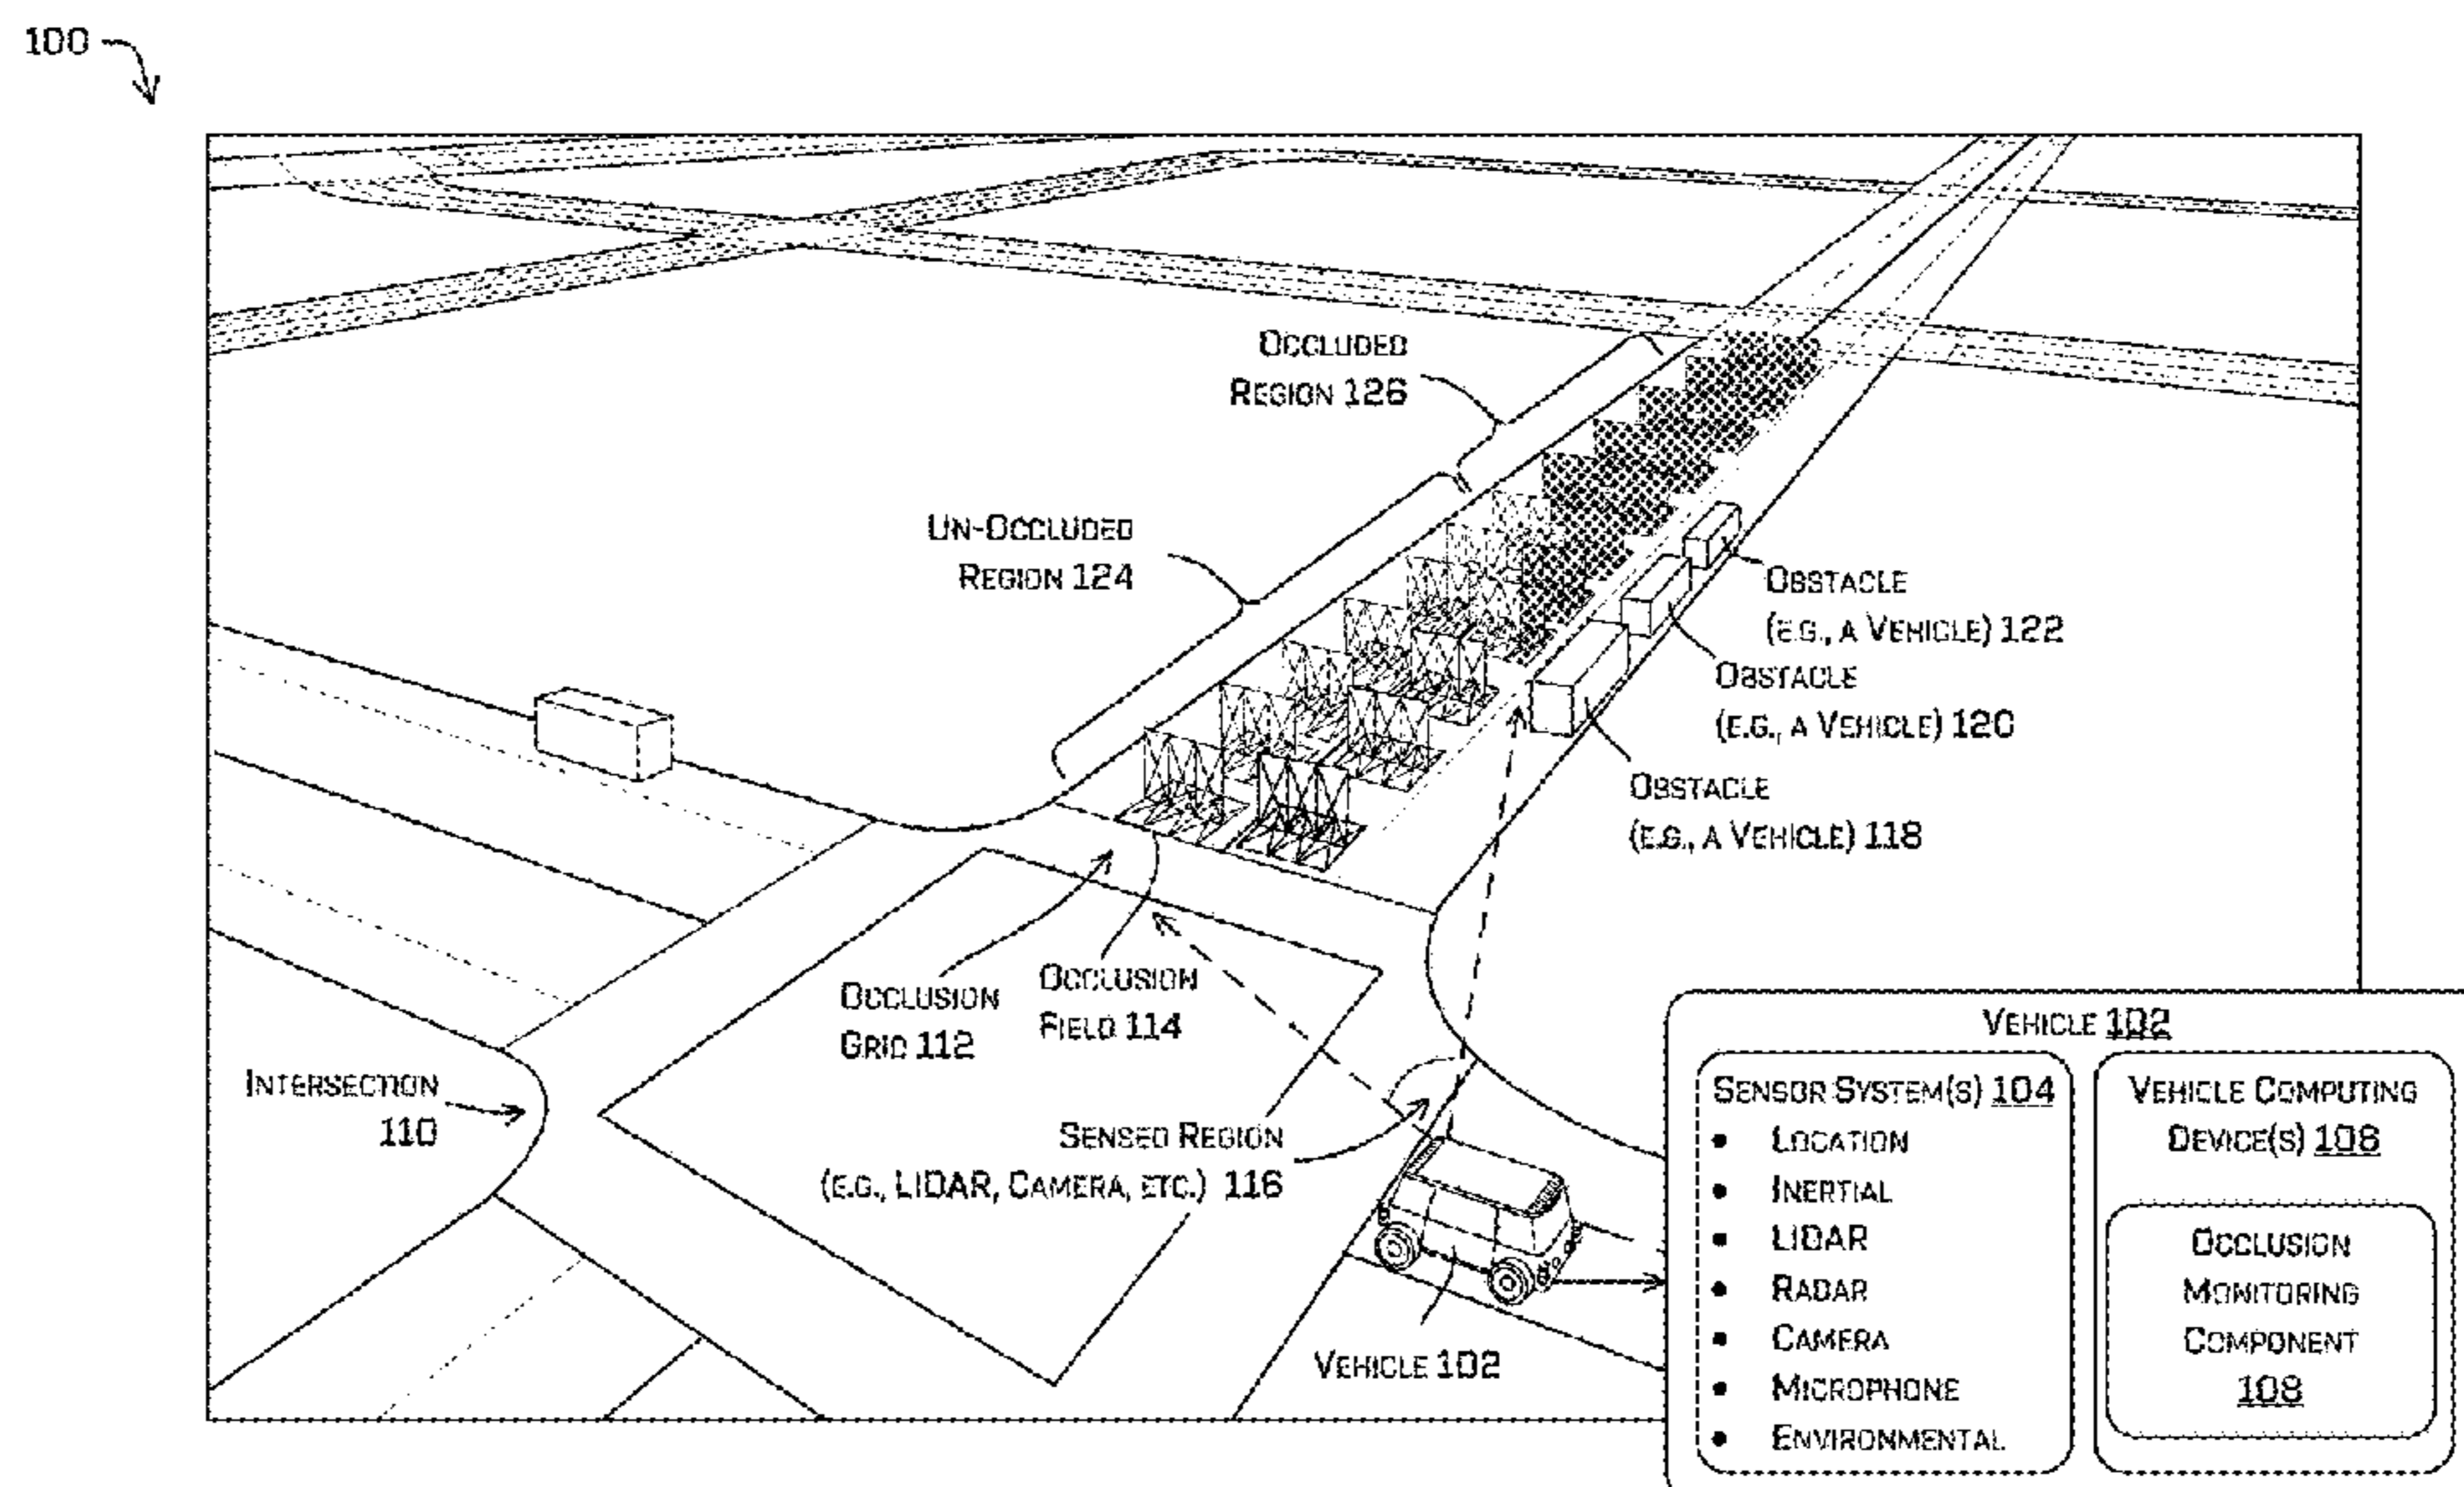 100
OCCLUDED
REGION 126
UN-OCCLUDED
REGION 124
OBSTACLE
(E.G., A VEHICLE) 122
OBSTACLE
(E.G., A VEHICLE) 120
OBSTACLE
(E.G., A VEHICLE) 118
OCCLUSION
GRID 112
OCCLUSION
FIELD 114
INTERSECTION
110
SENSED REGION
(E.G., LIDAR, CAMERA, ETC.) 116
VEHICLE 102
VEHICLE 102
SENSOR SYSTEM(S) 104
• LOCATION
• INERTIAL
• LIDAR
• RADAR
• CAMERA
• MICROPHONE
• ENVIRONMENTAL
VEHICLE COMPUTING
DEVICE(S) 106
OCCLUSION
MONITORING
COMPONENT
108